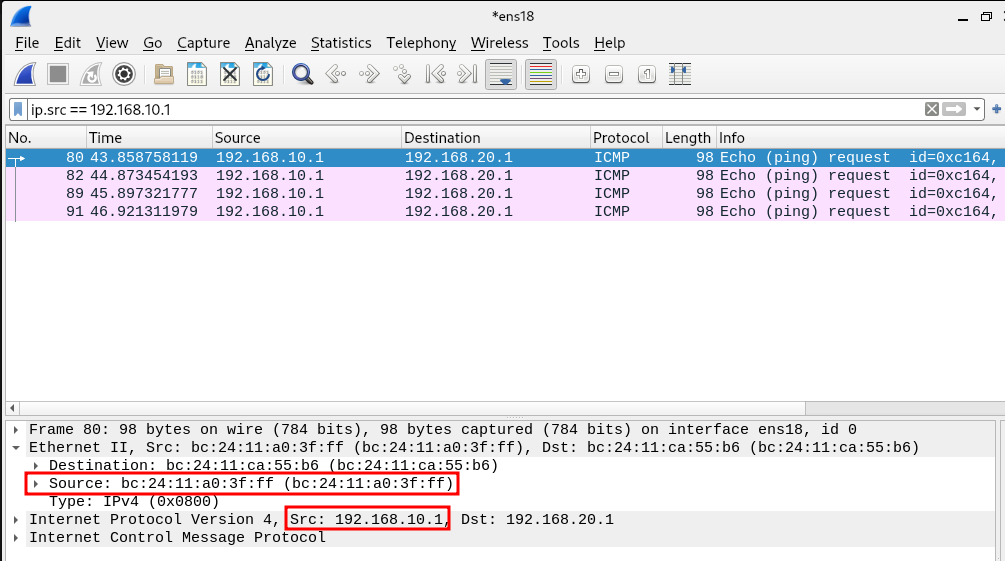 *ens18
File Edit View Go Capture Analyze Statistics Telephony Wireless Tools Help
ip.src == 192.168.10.1
No. Time Source Destination Protocol Length Info
80 43.858758119 192.168.10.1 192.168.20.1 ICMP 98 Echo (ping) request id=0xc164,
82 44.873454193 192.168.10.1 192.168.20.1 ICMP 98 Echo (ping) request id=0xc164,
89 45.897321777 192.168.10.1 192.168.20.1 ICMP 98 Echo (ping) request id=0xc164,
91 46.921311979 192.168.10.1 192.168.20.1 ICMP 98 Echo (ping) request id=0xc164,
Frame 80: 98 bytes on wire (784 bits), 98 bytes captured (784 bits) on interface ens18, id 0
Ethernet II, Src: bc:24:11:a0:3f:ff (bc:24:11:a0:3f:ff), Dst: bc:24:11:ca:55:b6 (bc:24:11:ca:55:b6)
Destination: bc:24:11:ca:55:b6 (bc:24:11:ca:55:b6)
Source: bc:24:11:a0:3f:ff (bc:24:11:a0:3f:ff)
Type: IPv4 (0x0800)
Internet Protocol Version 4, Src: 192.168.10.1, Dst: 192.168.20.1
Internet Control Message Protocol